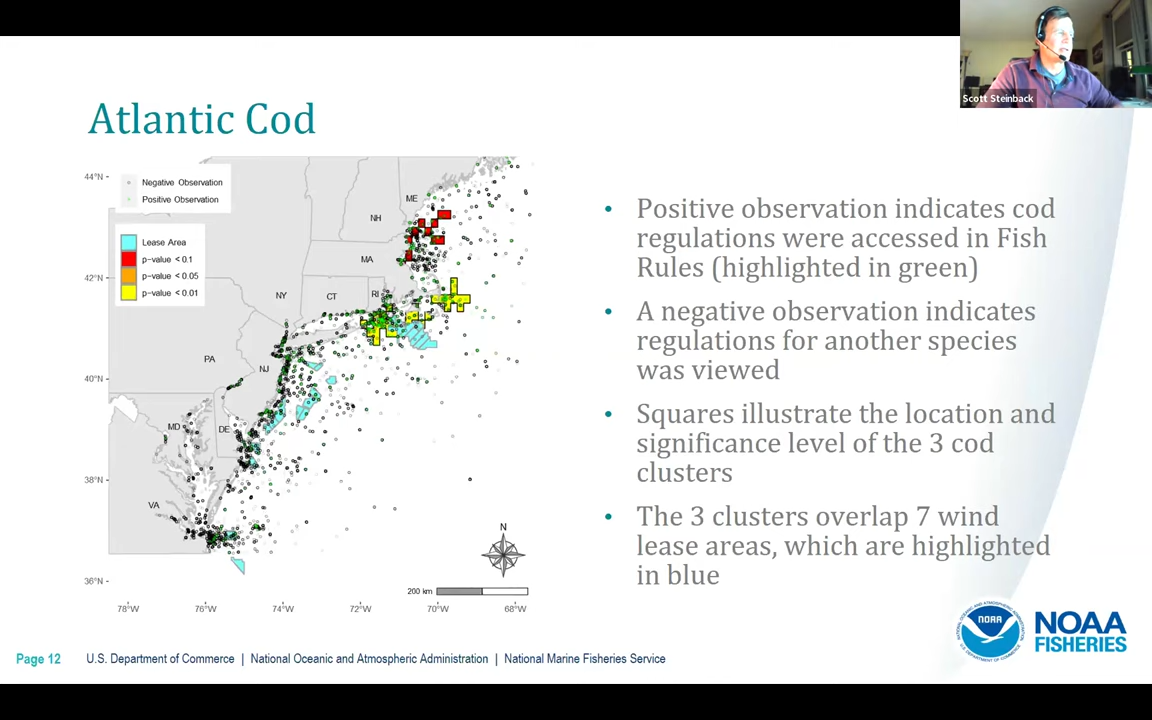 Scott Steinback
Atlantic Cod
Negative Observation
Positive Observation
Lease Area
p-value < 0.1
p-value < 0.05
p-value < 0.01
44°N
42°N
40°N
38°N
36°N
78°W
76°W
74°W
72°W
70°W
68°W
ME
NH
MA
NY
CT
RI
PA
NJ
MD
DE
VA
N
200 km
• Positive observation indicates cod
regulations were accessed in Fish
Rules (highlighted in green)
• A negative observation indicates
regulations for another species
was viewed
• Squares illustrate the location and
significance level of the 3 cod
clusters
• The 3 clusters overlap 7 wind
lease areas, which are highlighted
in blue
NOAA
NOAA
FISHERIES
Page 12
U.S. Department of Commerce | National Oceanic and Atmospheric Administration | National Marine Fisheries Service